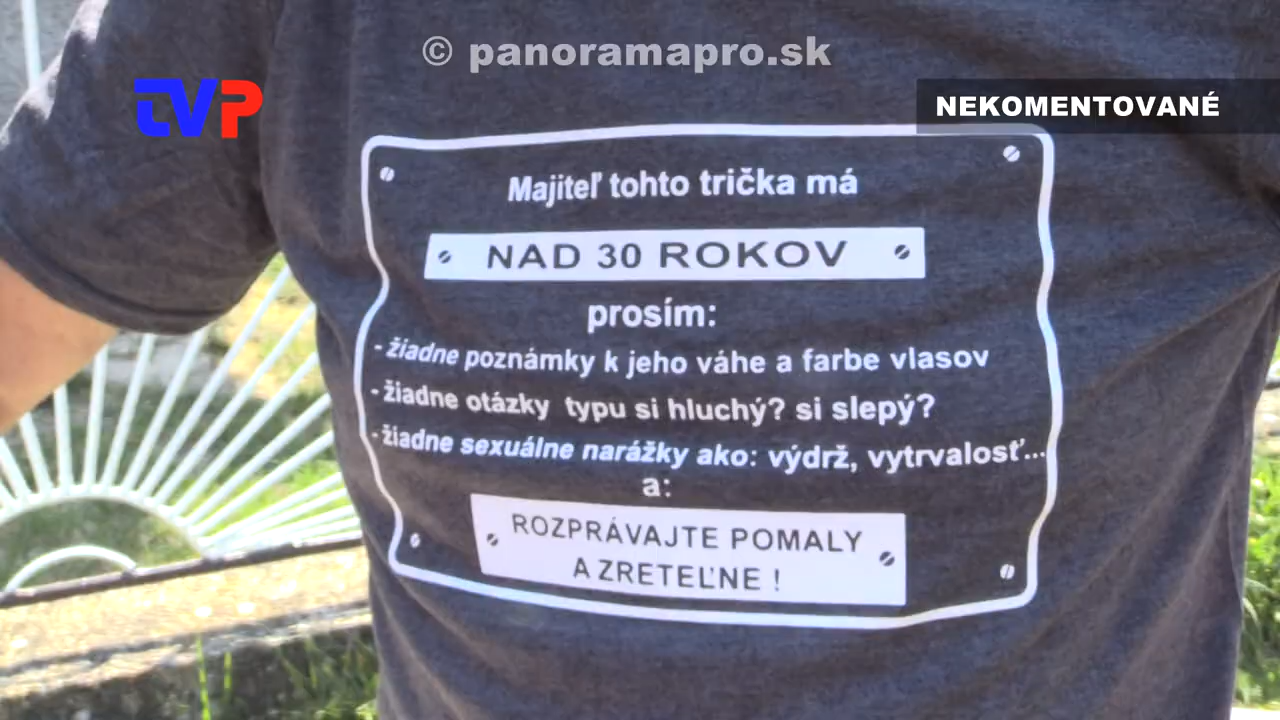 © panoramapro.sk
TVP
NEKOMENTOVANÉ
Majiteľ tohto trička má
NAD 30 ROKOV
prosím:
- žiadne poznámky k jeho váhe a farbe vlasov
- žiadne otázky typu si hluchý? si slepý?
- žiadne sexuálne narážky ako: výdrž, vytrvalosť...
a:
ROZPRÁVAJTE POMALY
A ZRETEĽNE !